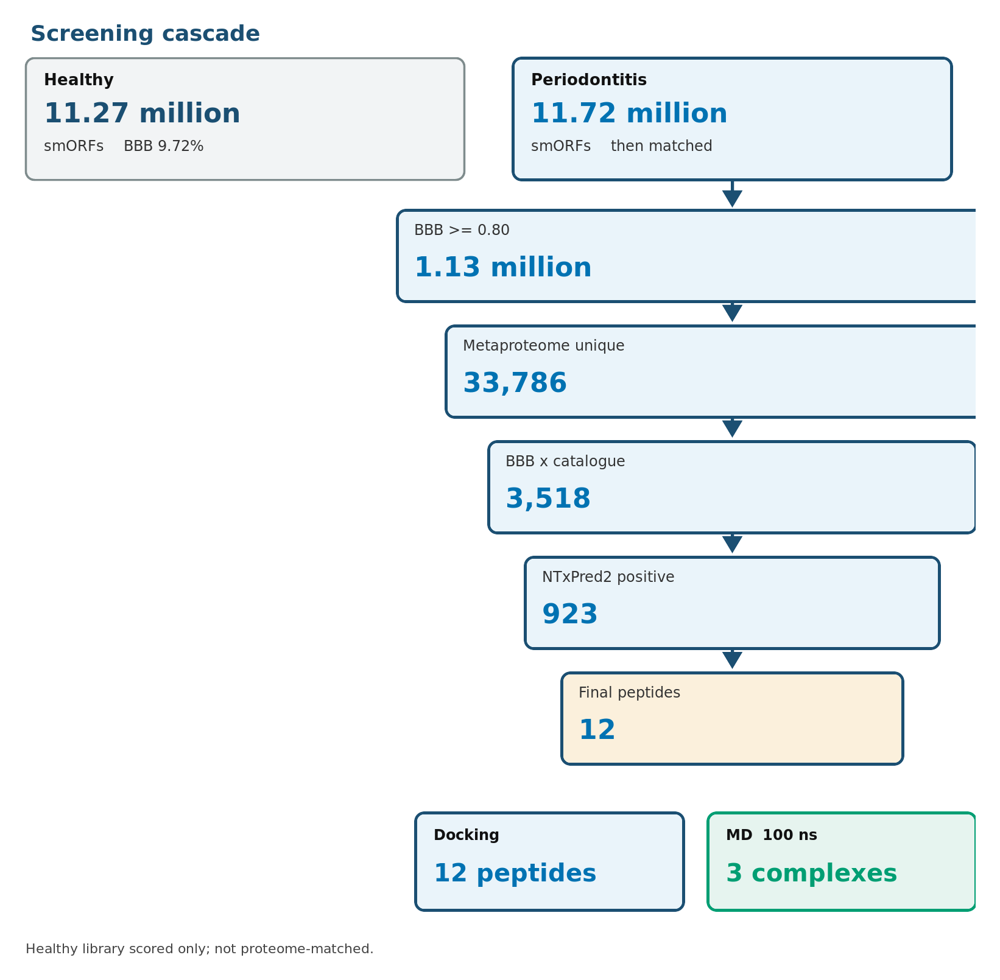 Screening cascade
Healthy
11.27 million
smORFs BBB 9.72%
Periodontitis
11.72 million
smORFs then matched
BBB >= 0.80
1.13 million
Metaproteome unique
33,786
BBB x catalogue
3,518
NTxPred2 positive
923
Final peptides
12
Docking
12 peptides
MD 100 ns
3 complexes
Healthy library scored only; not proteome-matched.